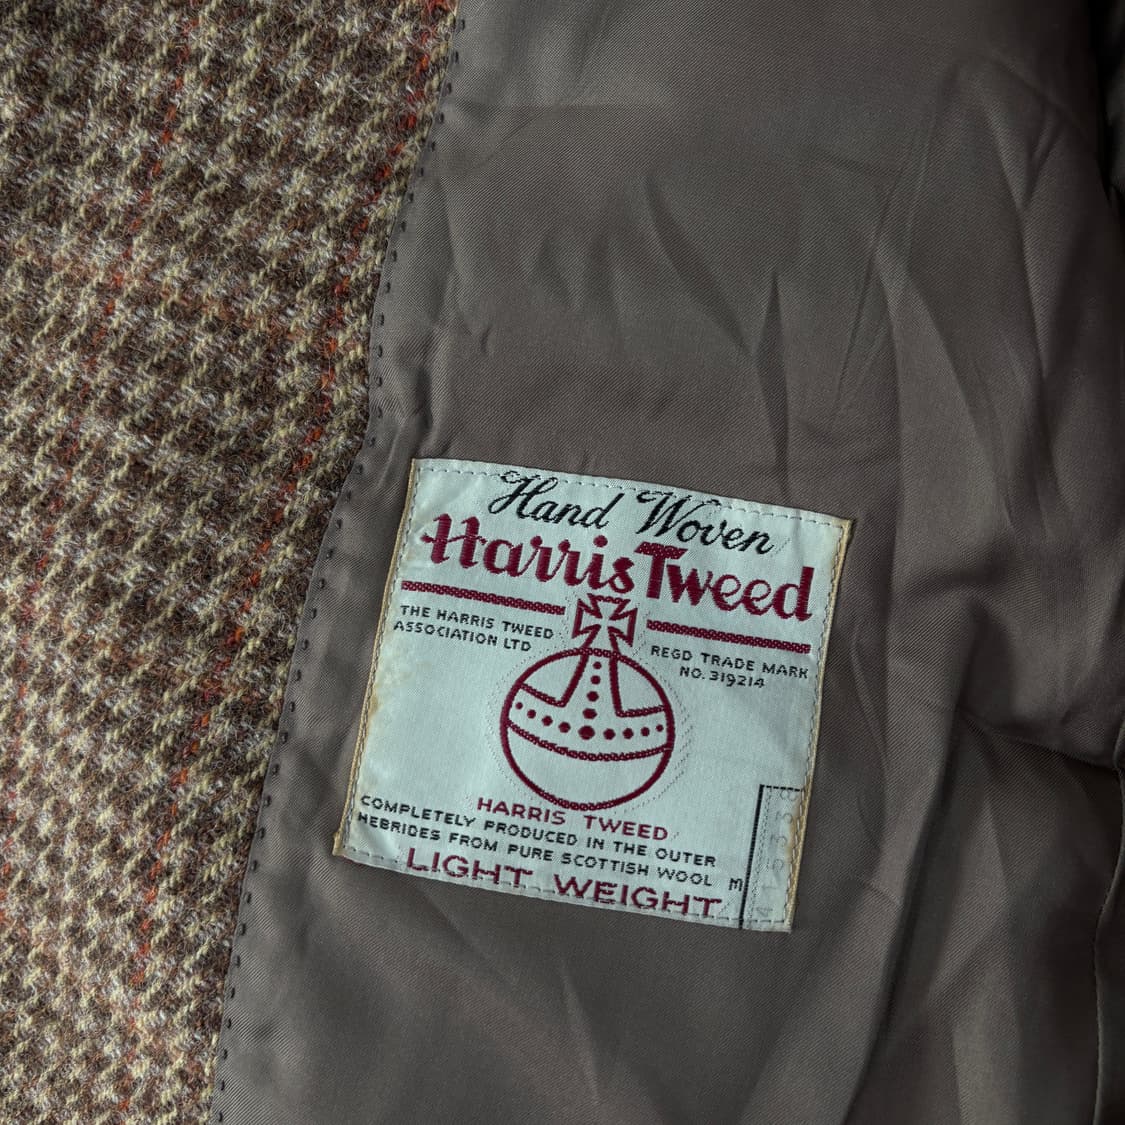 Hand Woven
Harris Tweed
THE HARRIS TWEED
ASSOCIATION LTD
REGD TRADE MARK
NO. 319214
HARRIS TWEED
COMPLETELY PRODUCED IN THE OUTER
HEBRIDES FROM PURE SCOTTISH WOOL
LIGHT WEIGHT